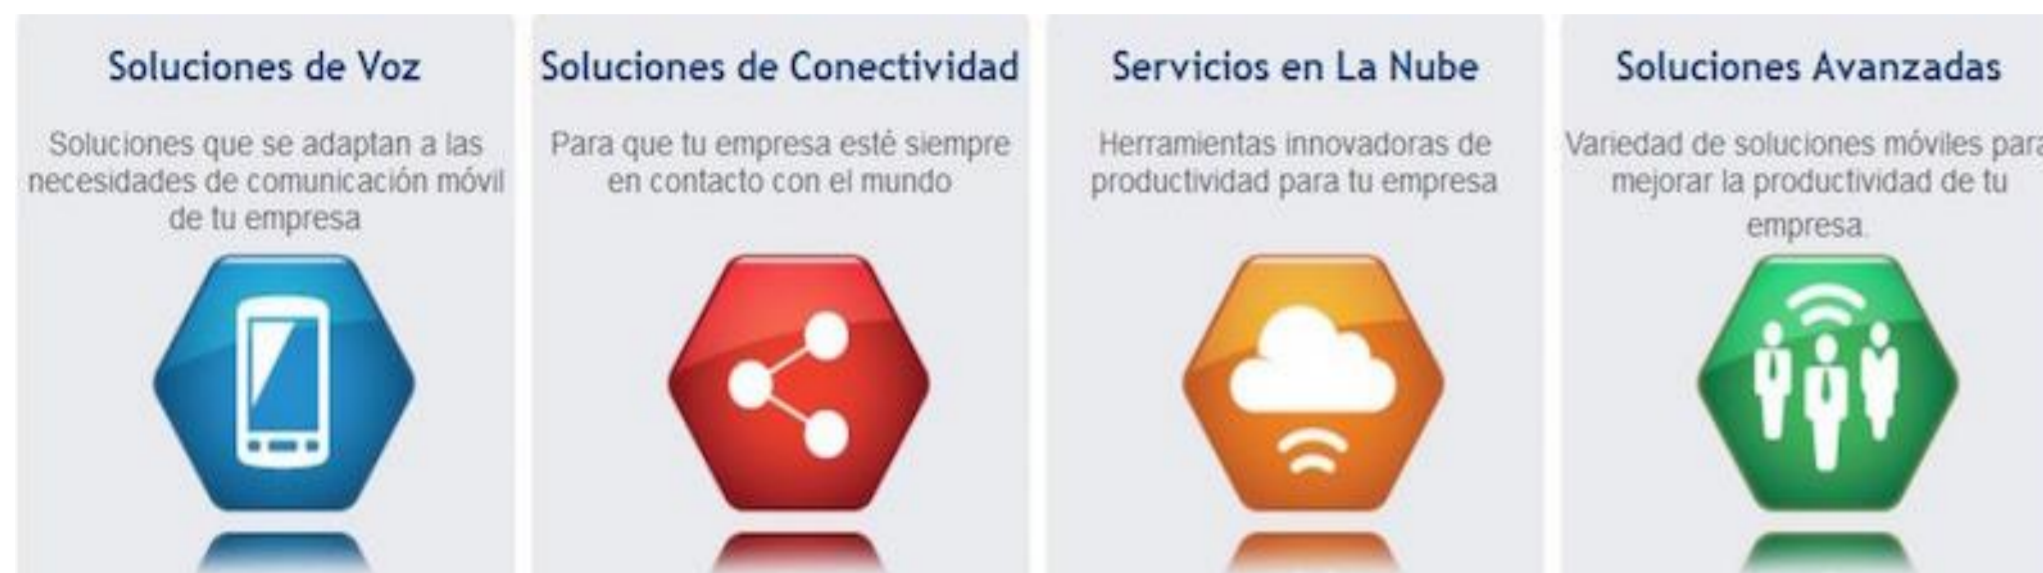 Soluciones de Voz
Soluciones que se adaptan a las
necesidades de comunicación móvil
de tu empresa
Soluciones de Conectividad
Para que tu empresa esté siempre
en contacto con el mundo
Servicios en La Nube
Herramientas innovadoras de
productividad para tu empresa
Soluciones Avanzadas
Variedad de soluciones móviles para
mejorar la productividad de tu
empresa.